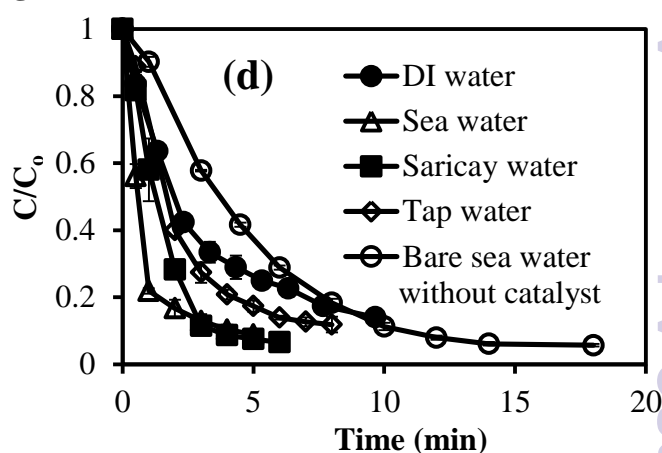 (d)
DI water
Sea water
Saricay water
Tap water
Bare sea water
without catalyst
C/Co
1
0.8
0.6
0.4
0.2
0
0 5 10 15 20
Time (min)